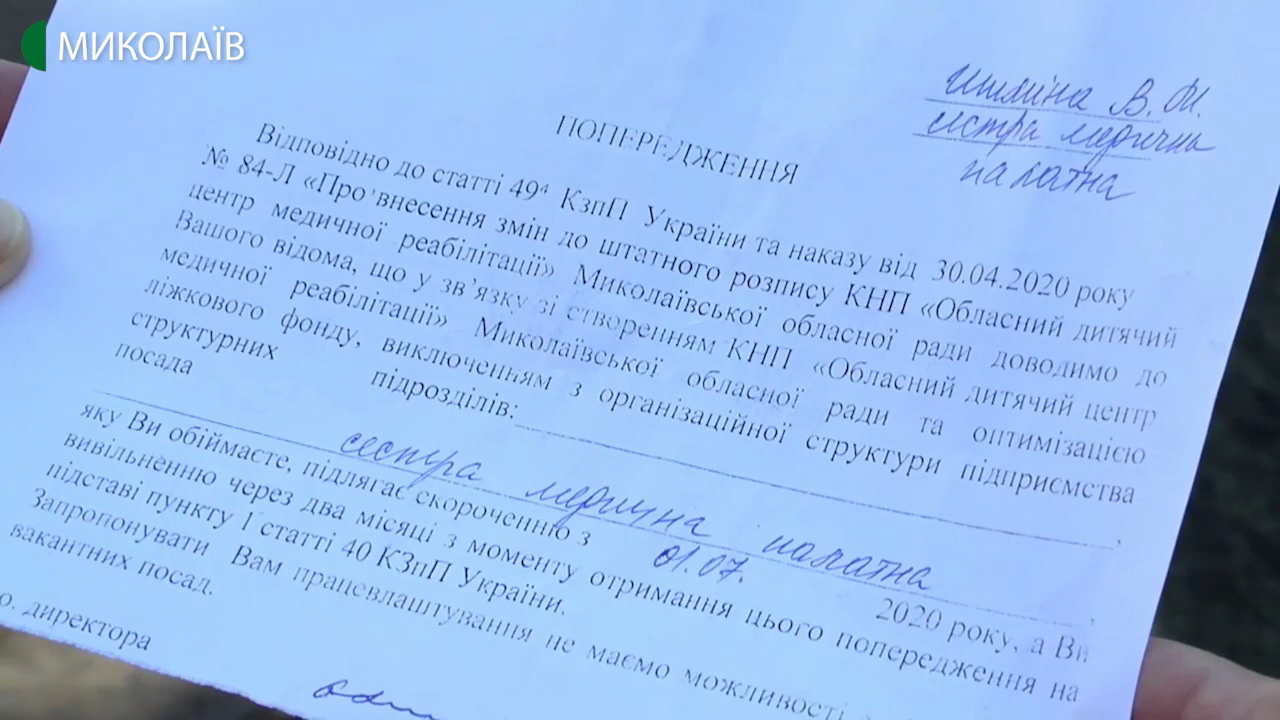 МИКОЛАЇВ
В. М.
сестра медична
палатна
ПОПЕРЕДЖЕННЯ
Відповідно до статті 49⁴ КзпП України та наказу від 30.04.2020 року
№ 84-Л «Про внесення змін до штатного розпису КНП «Обласний дитячий
центр медичної реабілітації» Миколаївської обласної ради доводимо до
Вашого відома, що у зв’язку зі створенням КНП «Обласний дитячий центр
медичної реабілітації» Миколаївської обласної ради та оптимізацією
ліжкового фонду, виключенням з організаційної структури підприємства
структурних підрозділів:
посада
сестра медична палатна
яку Ви обіймаєте, підлягає скороченню з 01.07. 2020 року, а Ви
вивільненню через два місяці з моменту отримання цього попередження на
підставі пункту 1 статті 40 КЗпП України.
Запропонувати Вам працевлаштування не маємо можливості
вакантних посад.
о. директора